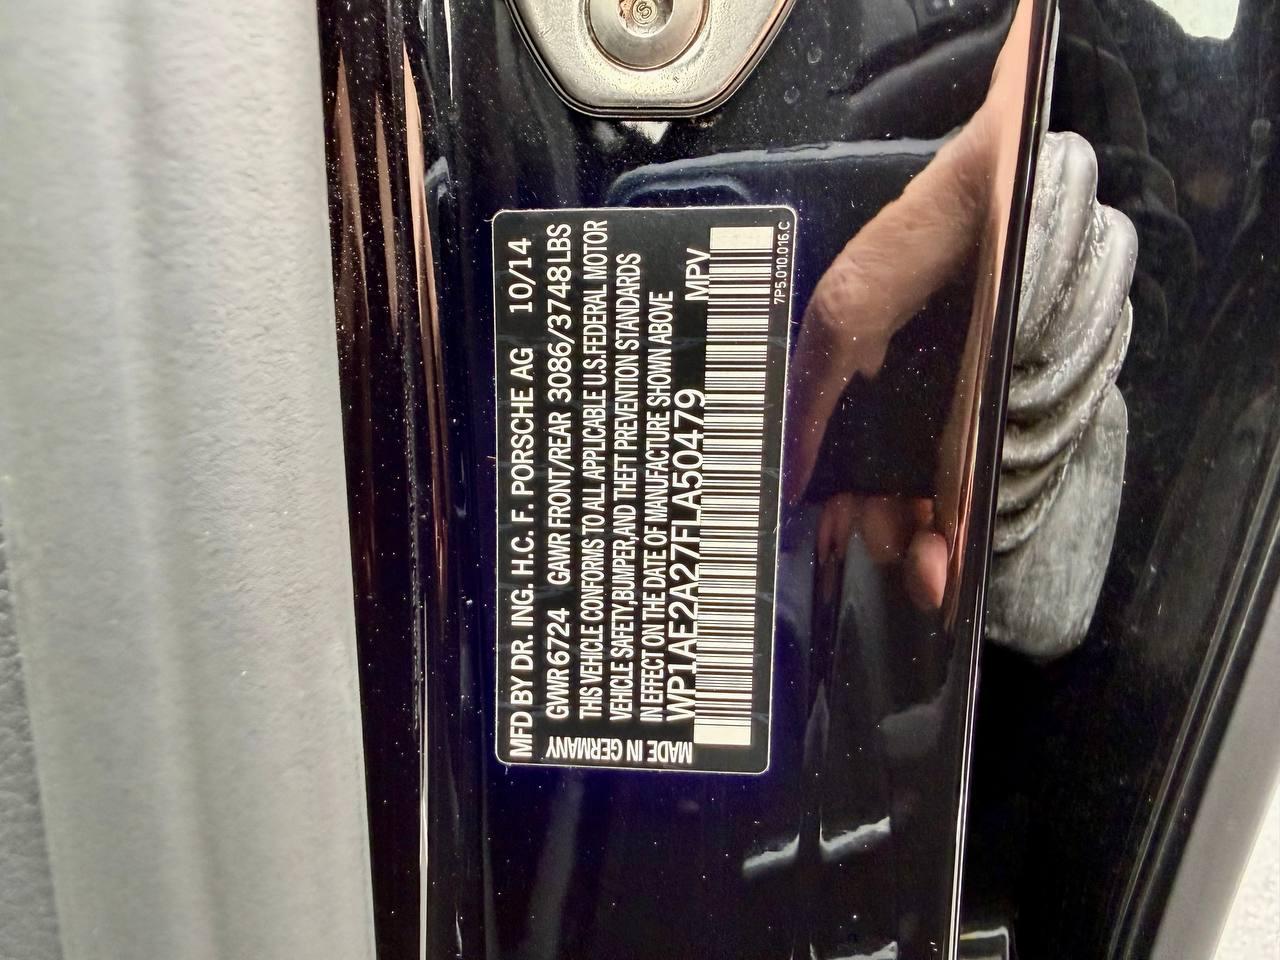 MFD BY DR. ING. H.C. F. PORSCHE AG 10/14
GVWR 6724 GAWR FRONT/REAR 3086/3748LBS
THIS VEHICLE CONFORMS TO ALL APPLICABLE U.S.FEDERAL MOTOR
VEHICLE SAFETY,BUMPER,AND THEFT PREVENTION STANDARDS
IN EFFECT ON THE DATE OF MANUFACTURE SHOWN ABOVE
WP1AE2A27FLA50479 MPV
MADE IN GERMANY
7P5.010.016.C
S